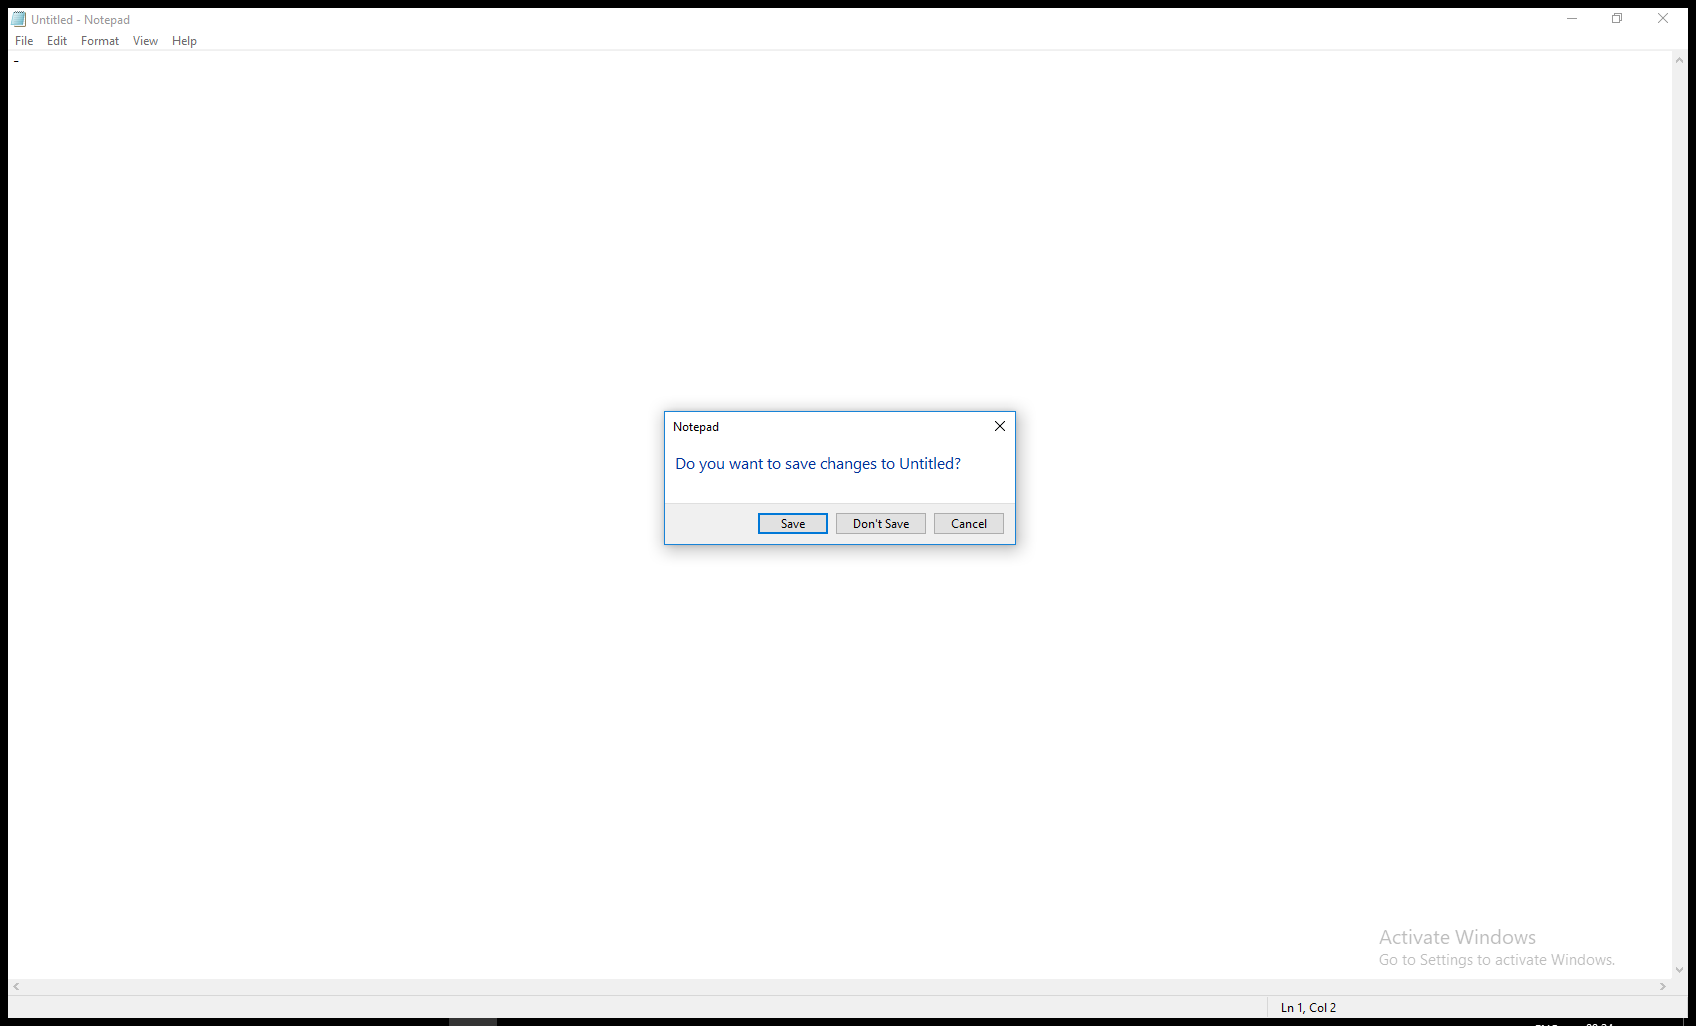 Untitled - Notepad
File Edit Format View Help
-
Notepad
Do you want to save changes to Untitled?
Save Don't Save Cancel
Activate Windows
Go to Settings to activate Windows.
Ln 1, Col 2